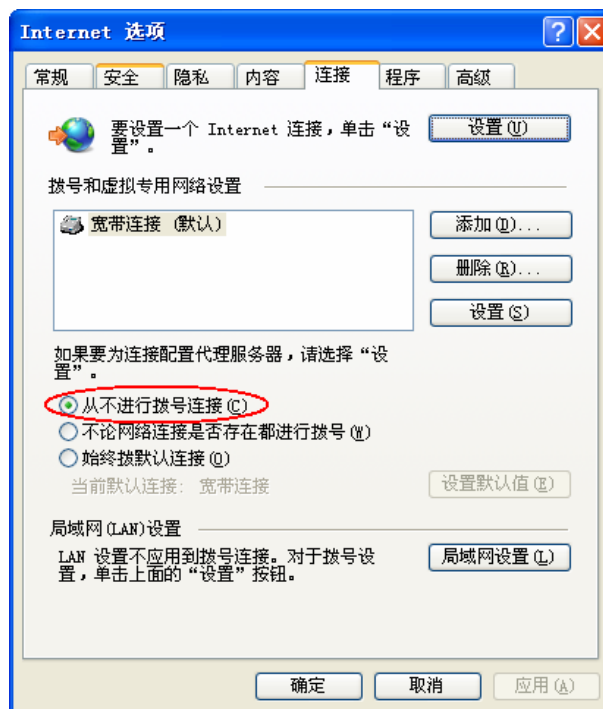 Internet 选项
常规 安全 隐私 内容 连接 程序 高级
要设置一个 Internet 连接，单击“设
置”。
设置(U)
拨号和虚拟专用网络设置
宽带连接 (默认)
添加(D)...
删除(R)...
设置(S)
如果要为连接配置代理服务器，请选择“设
置”。
从不进行拨号连接(C)
不论网络连接是否存在都进行拨号(W)
始终拨默认连接(O)
当前默认连接: 宽带连接
设置默认值(E)
局域网(LAN)设置
LAN 设置不应用到拨号连接。对于拨号设
置，单击上面的“设置”按钮。
局域网设置(L)
确定 取消 应用(A)